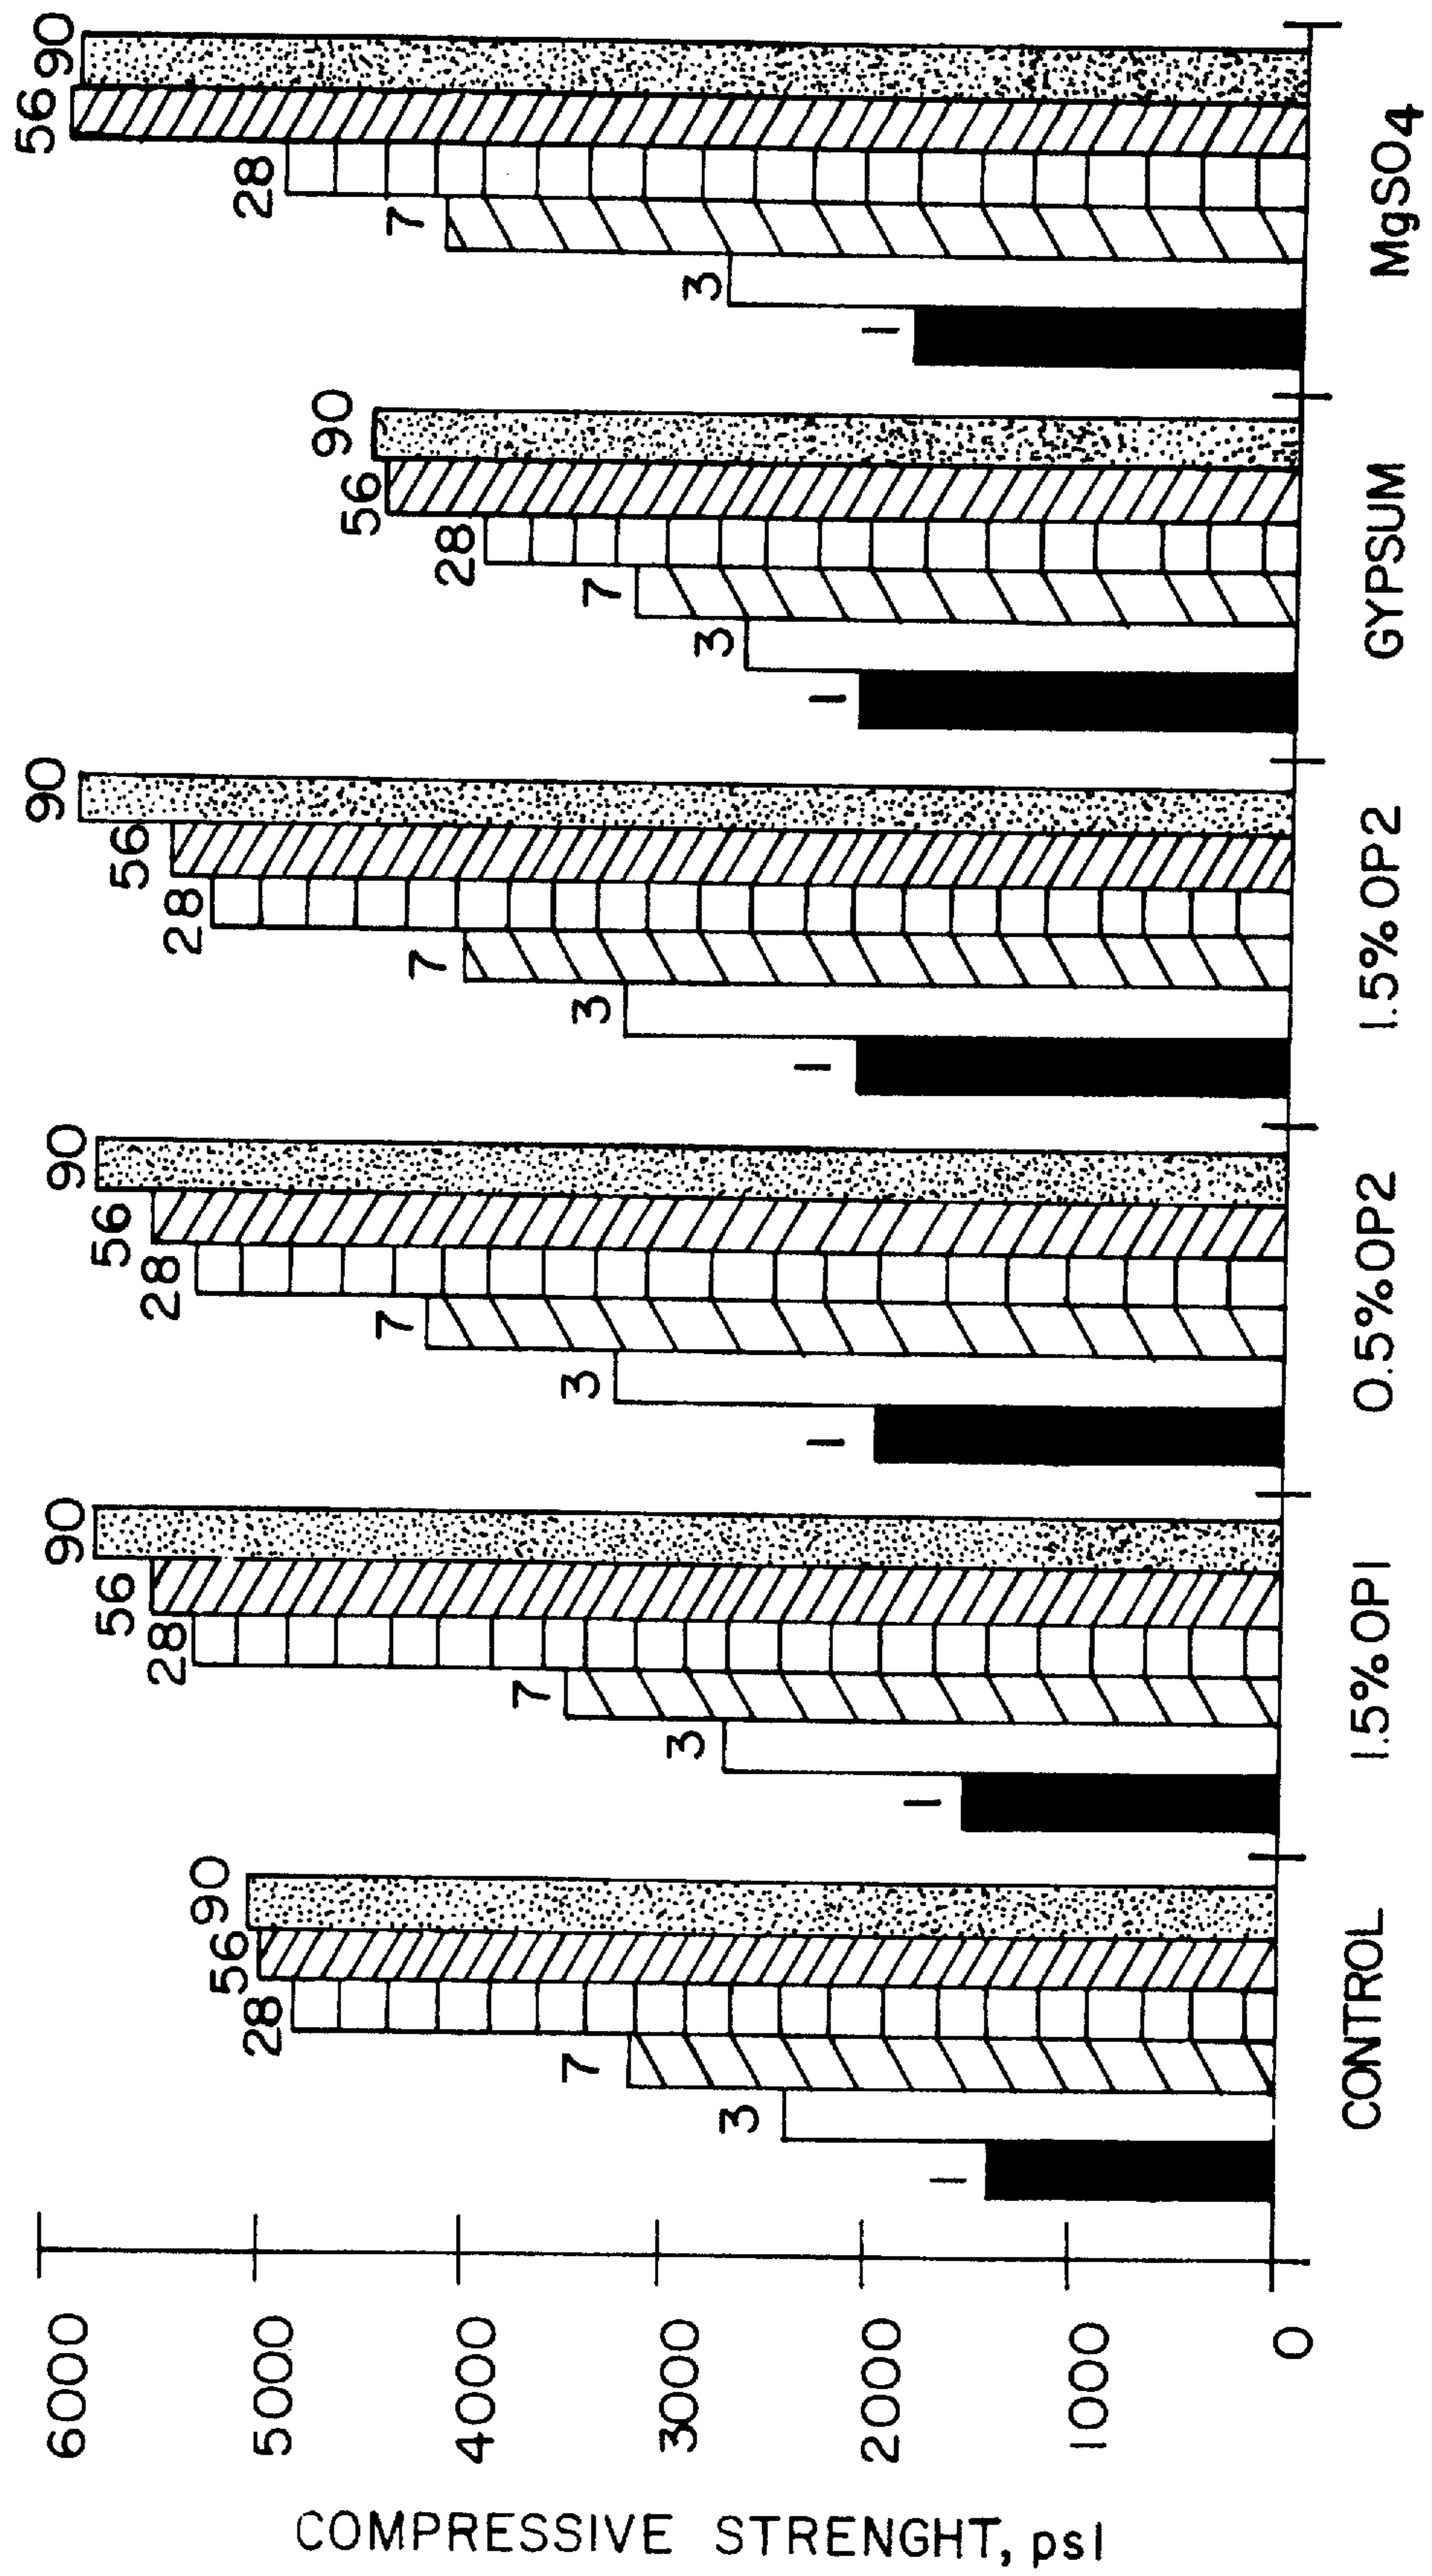 COMPRESSIVE STRENGHT, psI
6000
5000
4000
3000
2000
1000
0
1 3 7 28 56 90
1 3 7 28 56 90
1 3 7 28 56 90
1 3 7 28 56 90
1 3 7 28 56 90
1 3 7 28 56 90
CONTROL 1.5%OP1 0.5%OP2 1.5%OP2 GYPSUM MgSO4